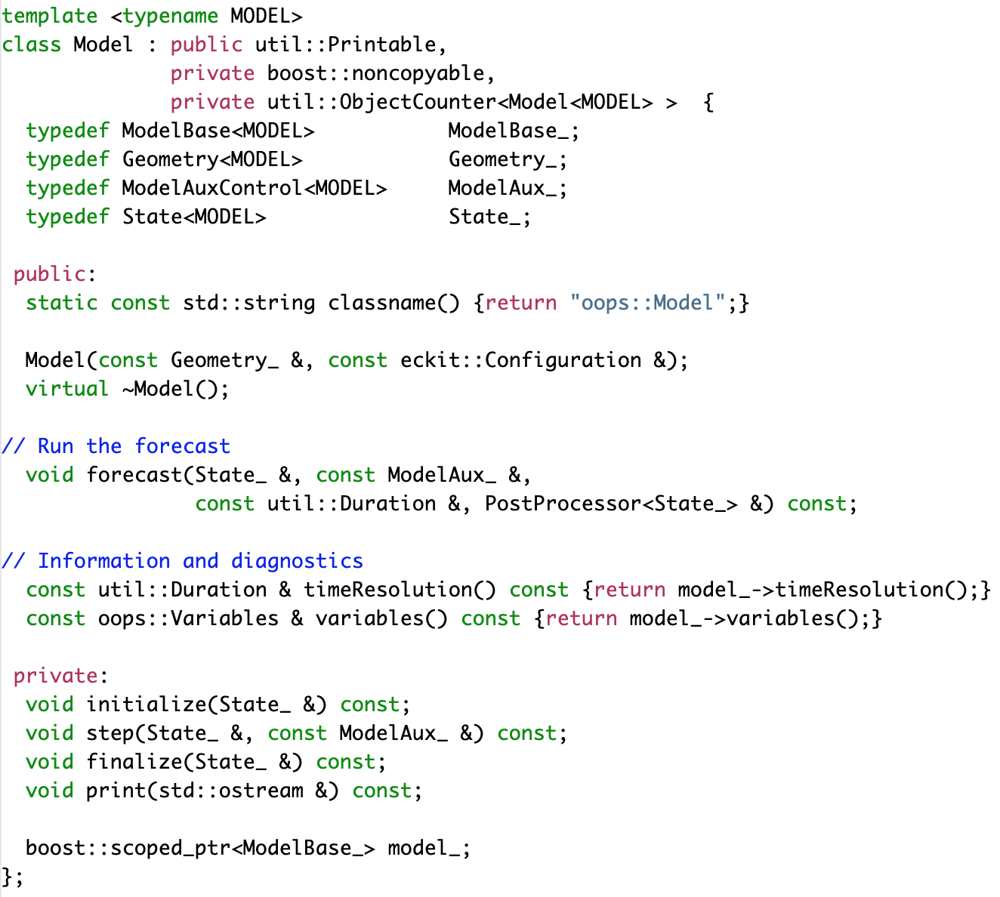 template <typename MODEL>
class Model : public util::Printable,
              private boost::noncopyable,
              private util::ObjectCounter<Model<MODEL> >  {
  typedef ModelBase<MODEL>           ModelBase_;
  typedef Geometry<MODEL>            Geometry_;
  typedef ModelAuxControl<MODEL>     ModelAux_;
  typedef State<MODEL>               State_;

 public:
  static const std::string classname() {return "oops::Model";}

  Model(const Geometry_ &, const eckit::Configuration &);
  virtual ~Model();

// Run the forecast
  void forecast(State_ &, const ModelAux_ &,
                const util::Duration &, PostProcessor<State_> &) const;

// Information and diagnostics
  const util::Duration & timeResolution() const {return model_->timeResolution();}
  const oops::Variables & variables() const {return model_->variables();}

 private:
  void initialize(State_ &) const;
  void step(State_ &, const ModelAux_ &) const;
  void finalize(State_ &) const;
  void print(std::ostream &) const;

  boost::scoped_ptr<ModelBase_> model_;
};